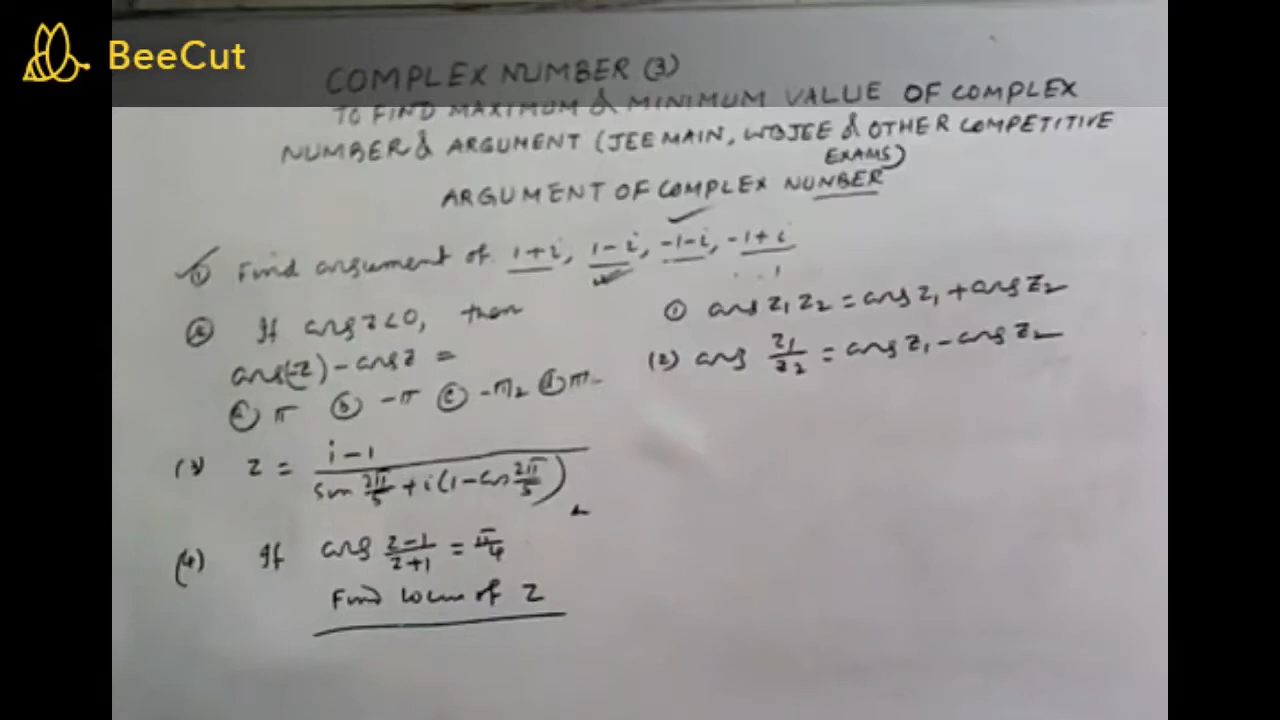 BeeCut
COMPLEX NUMBER (3)
TO FIND MAXIMUM & MINIMUM VALUE OF COMPLEX
NUMBER & ARGUMENT (JEE MAIN, WBJEE & OTHER COMPETITIVE
EXAMS)
ARGUMENT OF COMPLEX NUNBER
① Find argument of 1+i, 1-i, -1-i, -1+i
② If arg z<0, then
arg(-z) - arg z =
ⓐ π ⓑ -π ⓒ -π/2 ⓓ π
① arg z₁z₂ = arg z₁ + arg z₂
(2) arg z₁/z₂ = arg z₁ - arg z₂
(3) z = i-1 / sin 2π/5 + i(1-cos 2π/5)
(4) If arg z-1/z+1 = π/4
Find locus of z